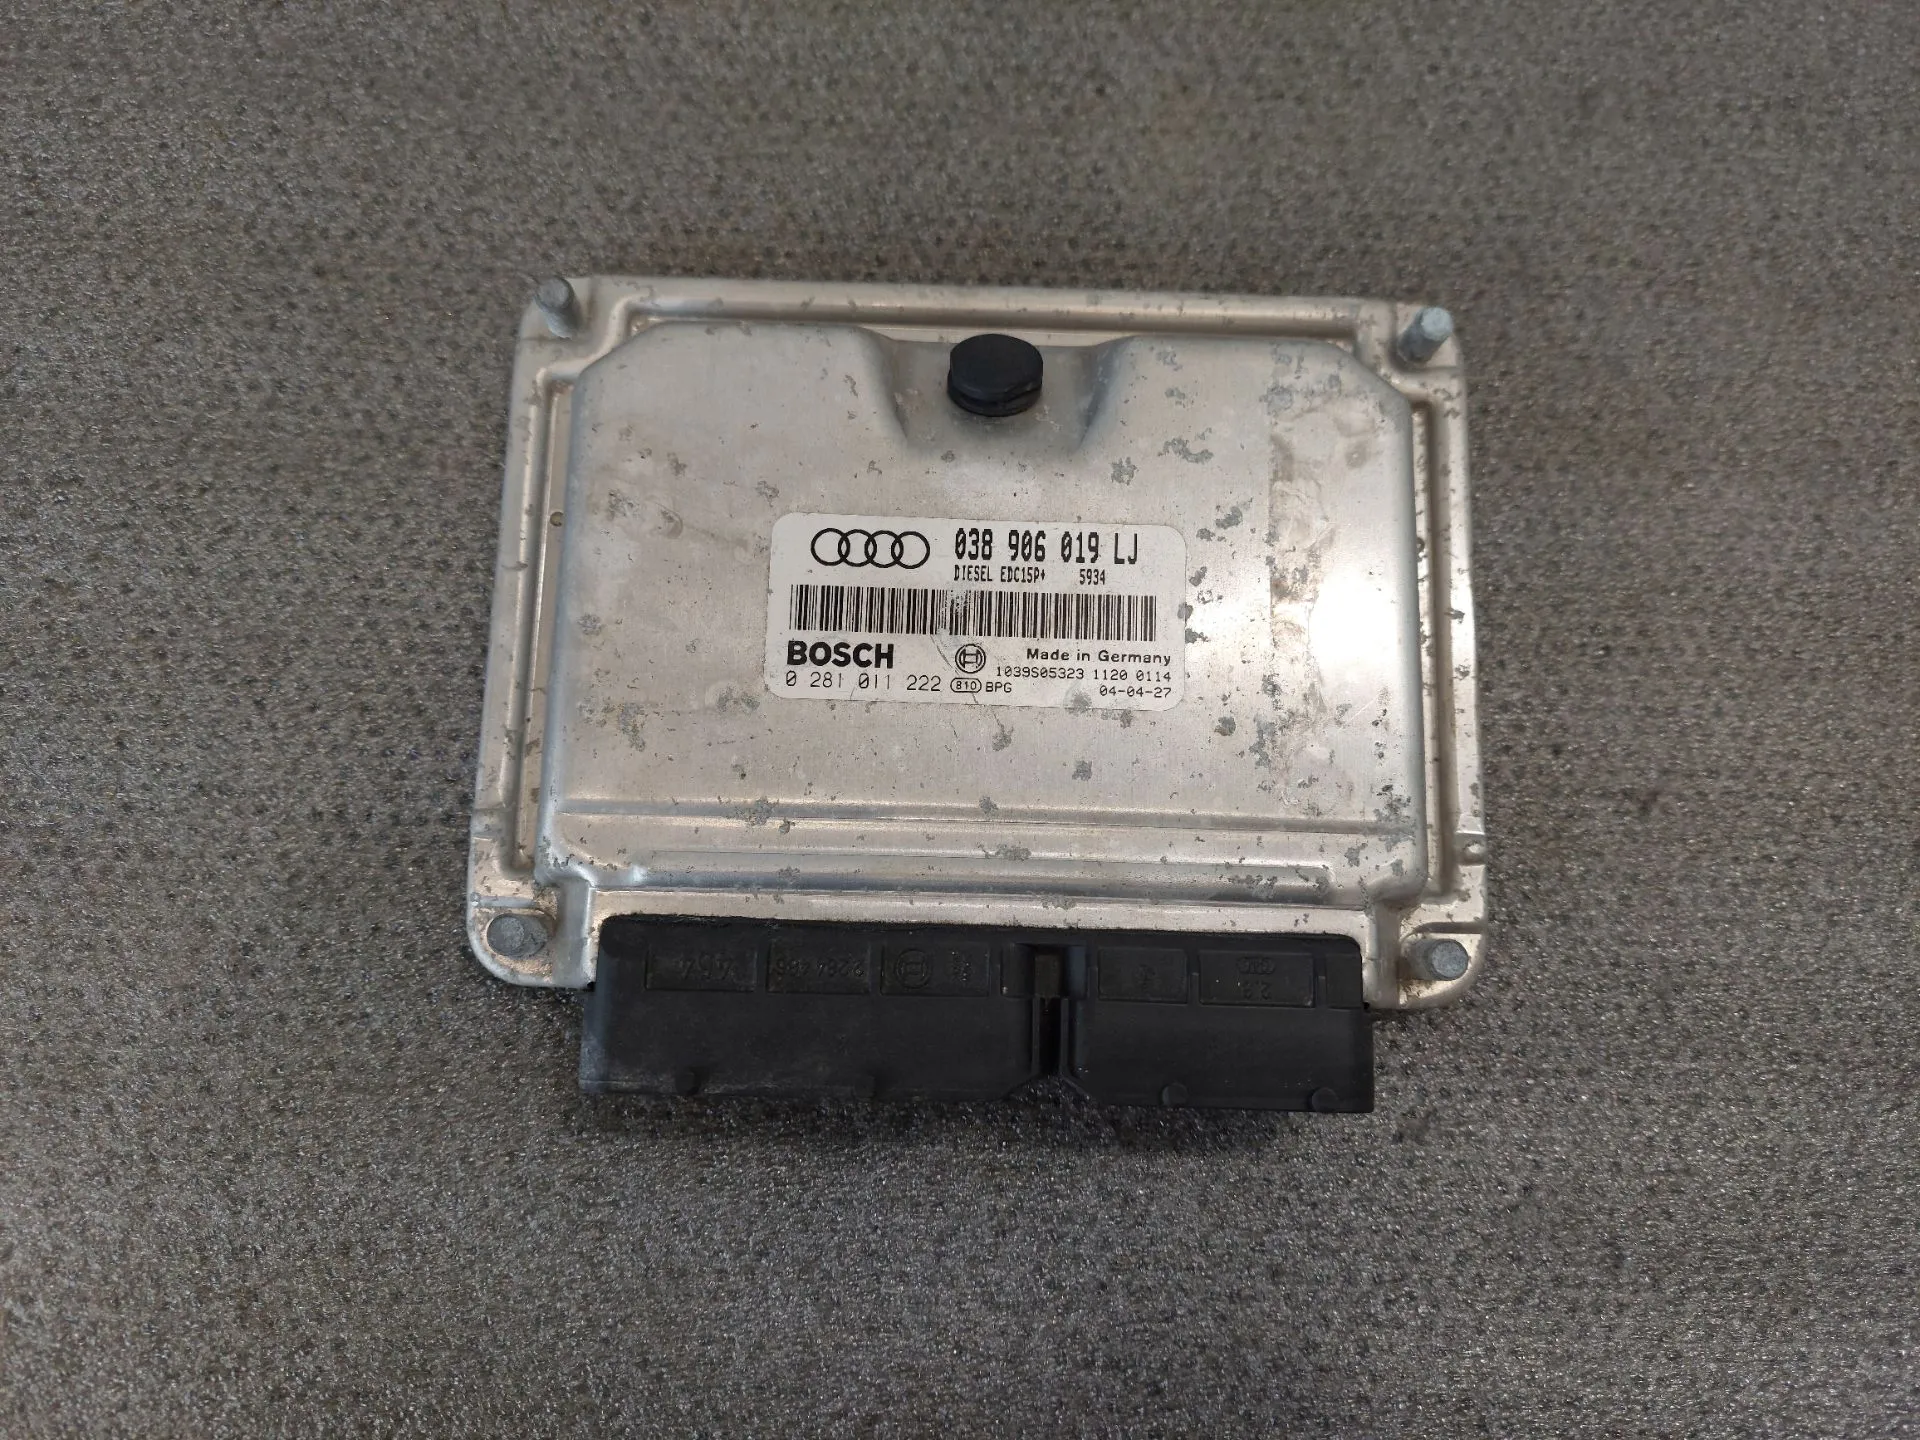 038 906 019 LJ
DIESEL EDC15P+ 5934
BOSCH
Made in Germany
1039S05323 1120 0114
0 281 011 222 810 BPG 04-04-27